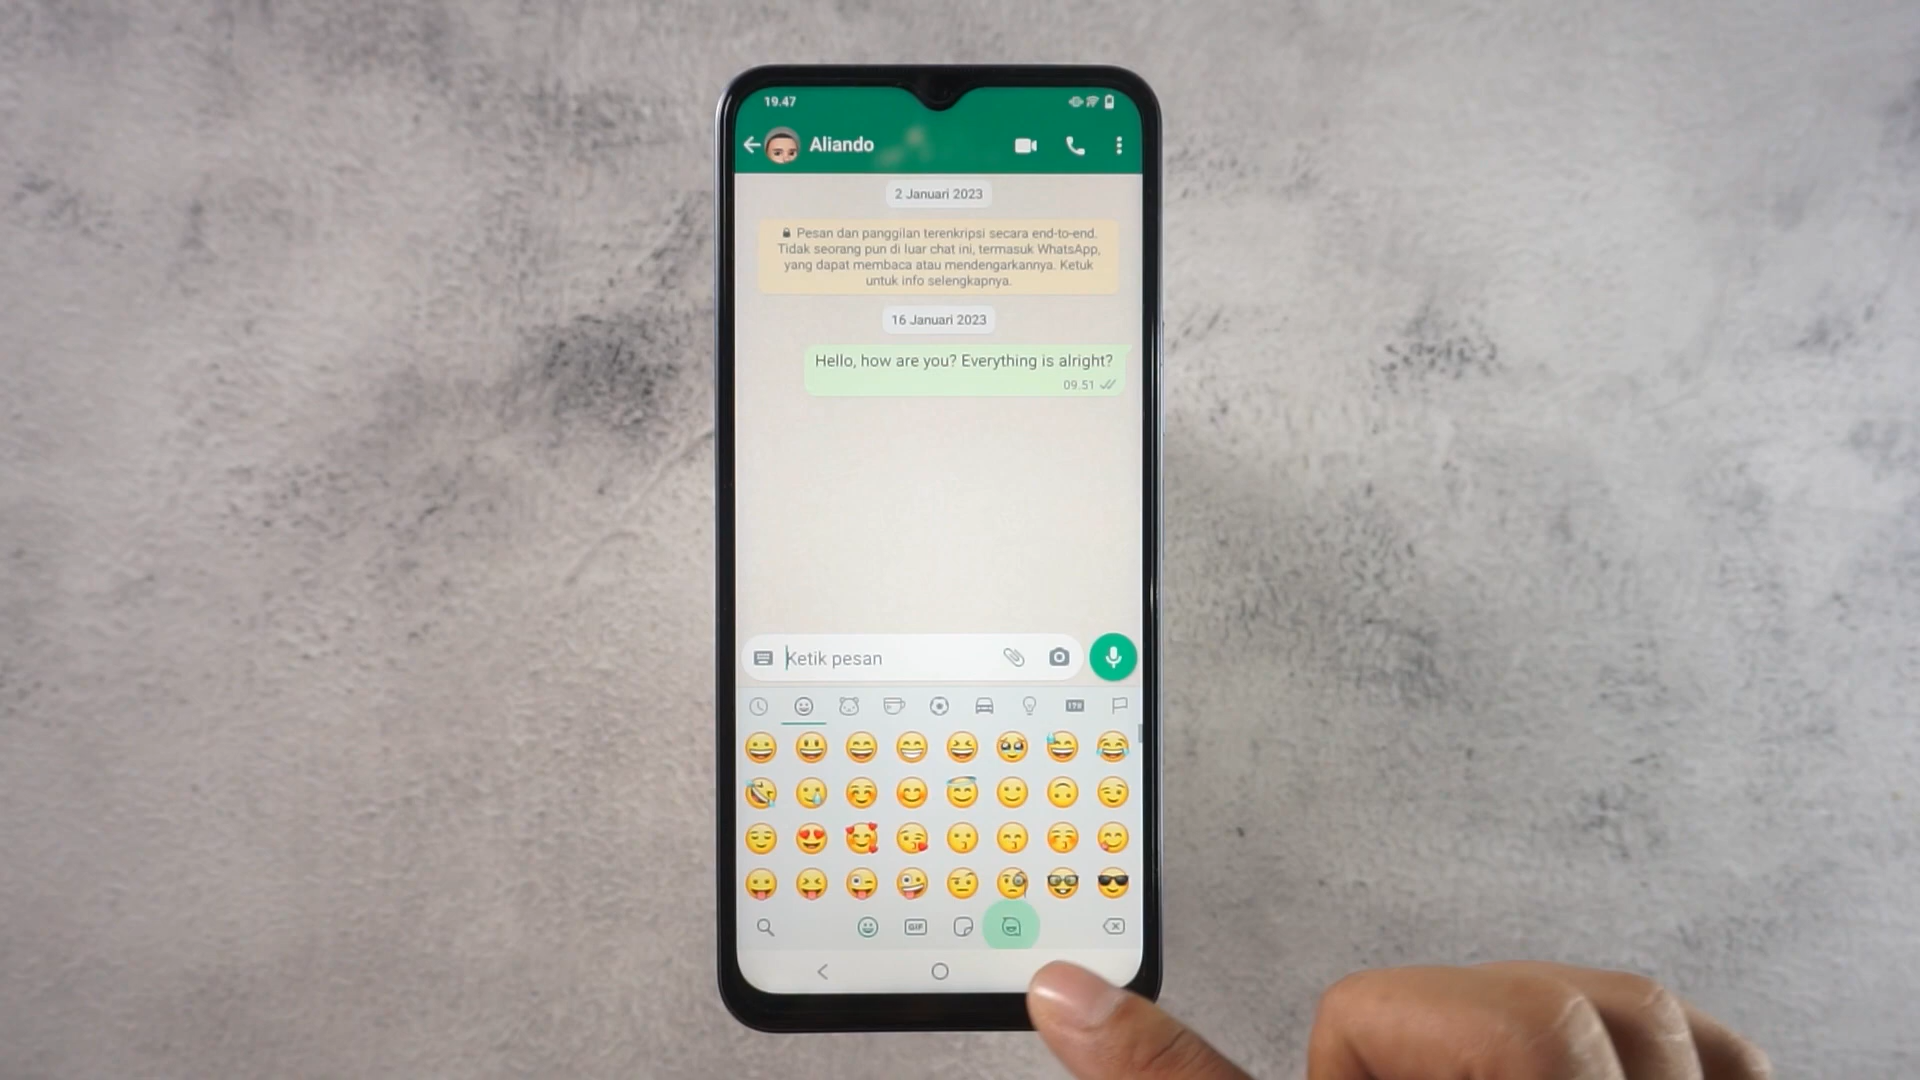 19.47
Aliando
2 Januari 2023
Pesan dan panggilan terenkripsi secara end-to-end.
Tidak seorang pun di luar chat ini, termasuk WhatsApp,
yang dapat membaca atau mendengarkannya. Ketuk
untuk info selengkapnya.
16 Januari 2023
Hello, how are you? Everything is alright?
09.51
Ketik pesan
GIF